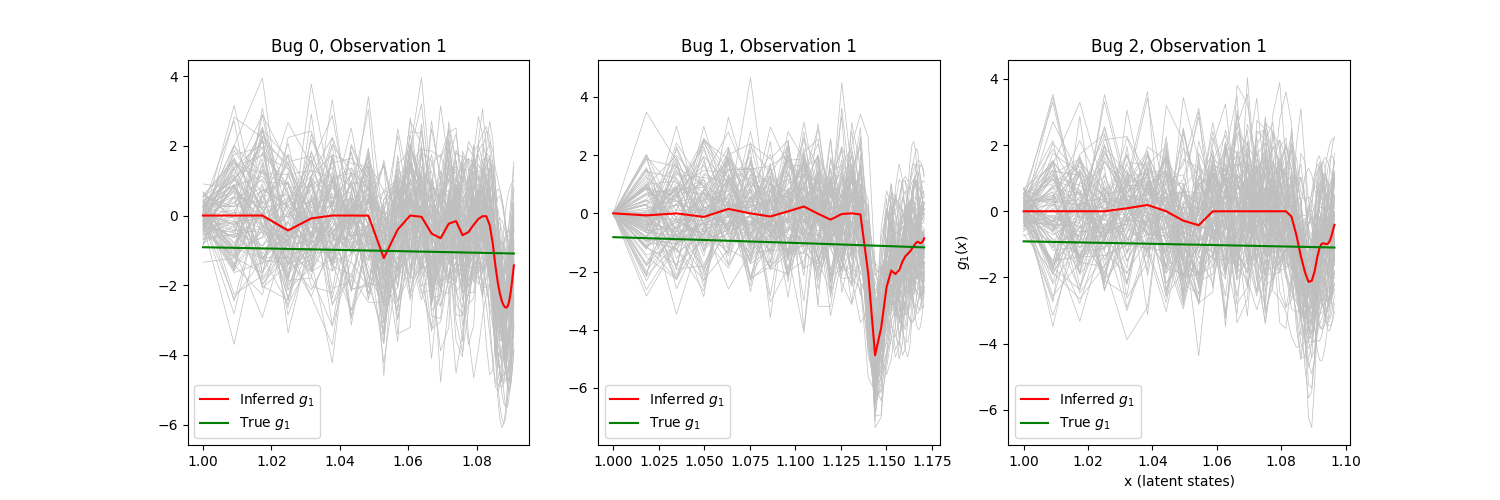 Bug 0, Observation 1
4
2
0
−2
−4
−6
1.00 1.02 1.04 1.06 1.08
Inferred g₁
True g₁
Bug 1, Observation 1
4
2
0
−2
−4
−6
1.000 1.025 1.050 1.075 1.100 1.125 1.150 1.175
Inferred g₁
True g₁
Bug 2, Observation 1
g₁(x)
4
2
0
−2
−4
−6
1.00 1.02 1.04 1.06 1.08 1.10
x (latent states)
Inferred g₁
True g₁